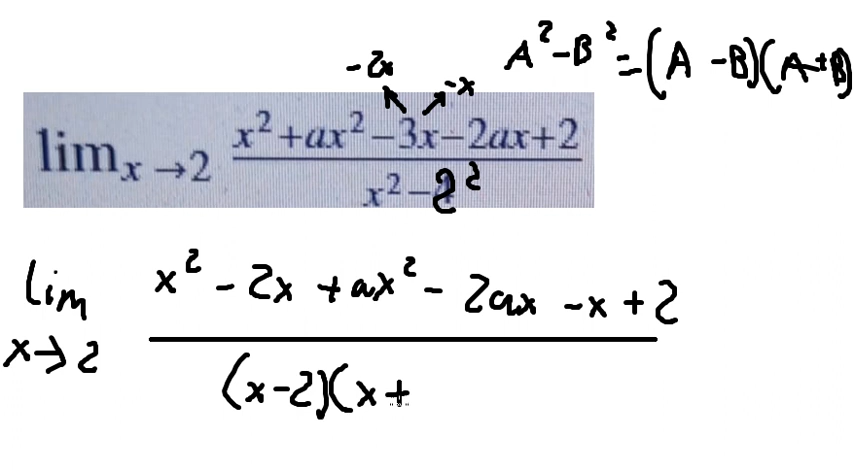 -2x -x A² - B² = (A - B)(A + B)
lim x→2 (x² + ax² - 3x - 2ax + 2) / (x² - 2²)
lim x→2 (x² - 2x + ax² - 2ax - x + 2) / (x - 2)(x +